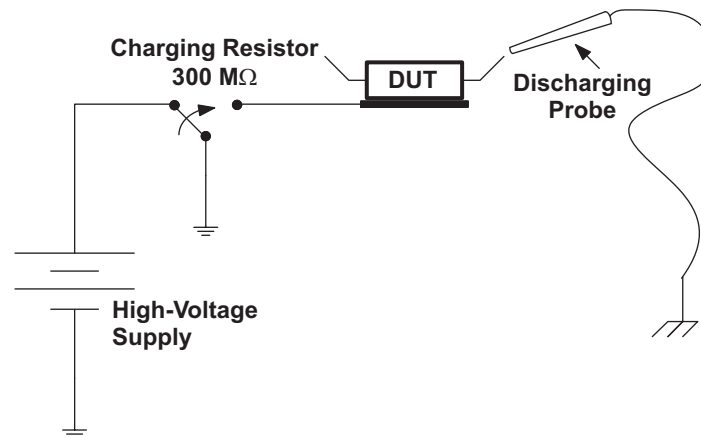 Charging Resistor
300 MΩ
DUT
Discharging
Probe
High-Voltage
Supply